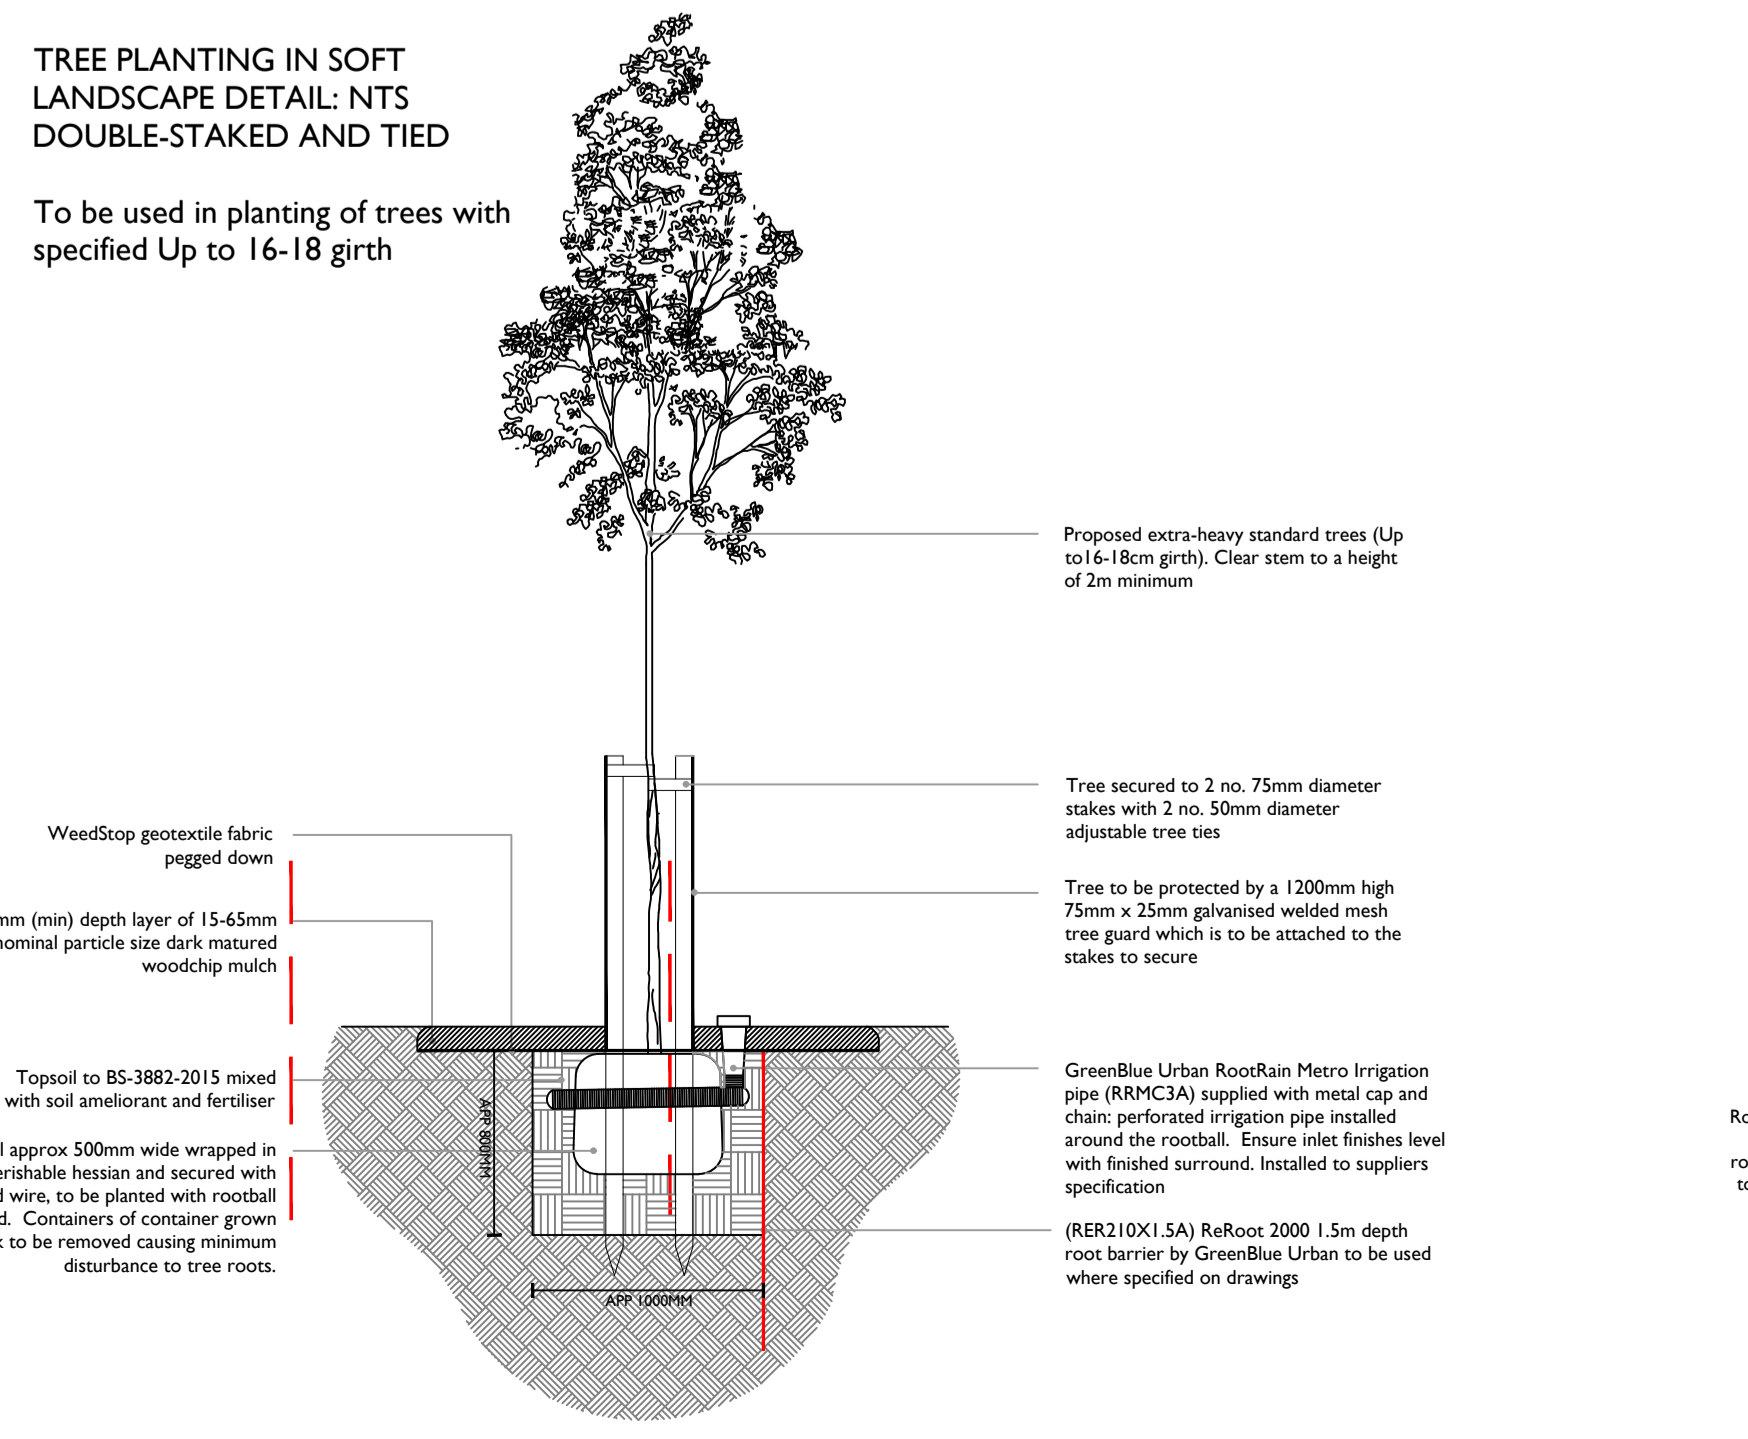 TREE PLANTING IN SOFT
LANDSCAPE DETAIL: NTS
DOUBLE-STAKED AND TIED
To be used in planting of trees with
specified Up to 16-18 girth
Proposed extra-heavy standard trees (Up
to16-18cm girth). Clear stem to a height
of 2m minimum
Tree secured to 2 no. 75mm diameter
stakes with 2 no. 50mm diameter
adjustable tree ties
Tree to be protected by a 1200mm high
75mm x 25mm galvanised welded mesh
tree guard which is to be attached to the
stakes to secure
GreenBlue Urban RootRain Metro Irrigation
pipe (RRMC3A) supplied with metal cap and
chain: perforated irrigation pipe installed
around the rootball. Ensure inlet finishes level
with finished surround. Installed to suppliers
specification
(RER210X1.5A) ReRoot 2000 1.5m depth
root barrier by GreenBlue Urban to be used
where specified on drawings
WeedStop geotextile fabric
pegged down
(min) depth layer of 15-65mm
nominal particle size dark matured
woodchip mulch
Topsoil to BS-3882-2015 mixed
with soil ameliorant and fertiliser
approx 500mm wide wrapped in
hessian and secured with
wire, to be planted with rootball
Containers of container grown
to be removed causing minimum
disturbance to tree roots.
APP 800MM
APP 1000MM